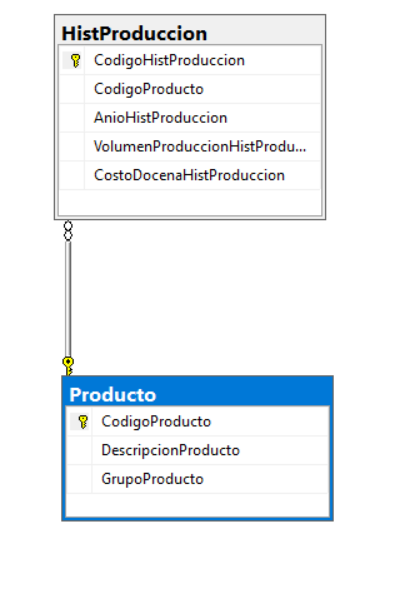 HistProduccion
CodigoHistProduccion
CodigoProducto
AnioHistProduccion
VolumenProduccionHistProdu...
CostoDocenaHistProduccion
Producto
CodigoProducto
DescripcionProducto
GrupoProducto